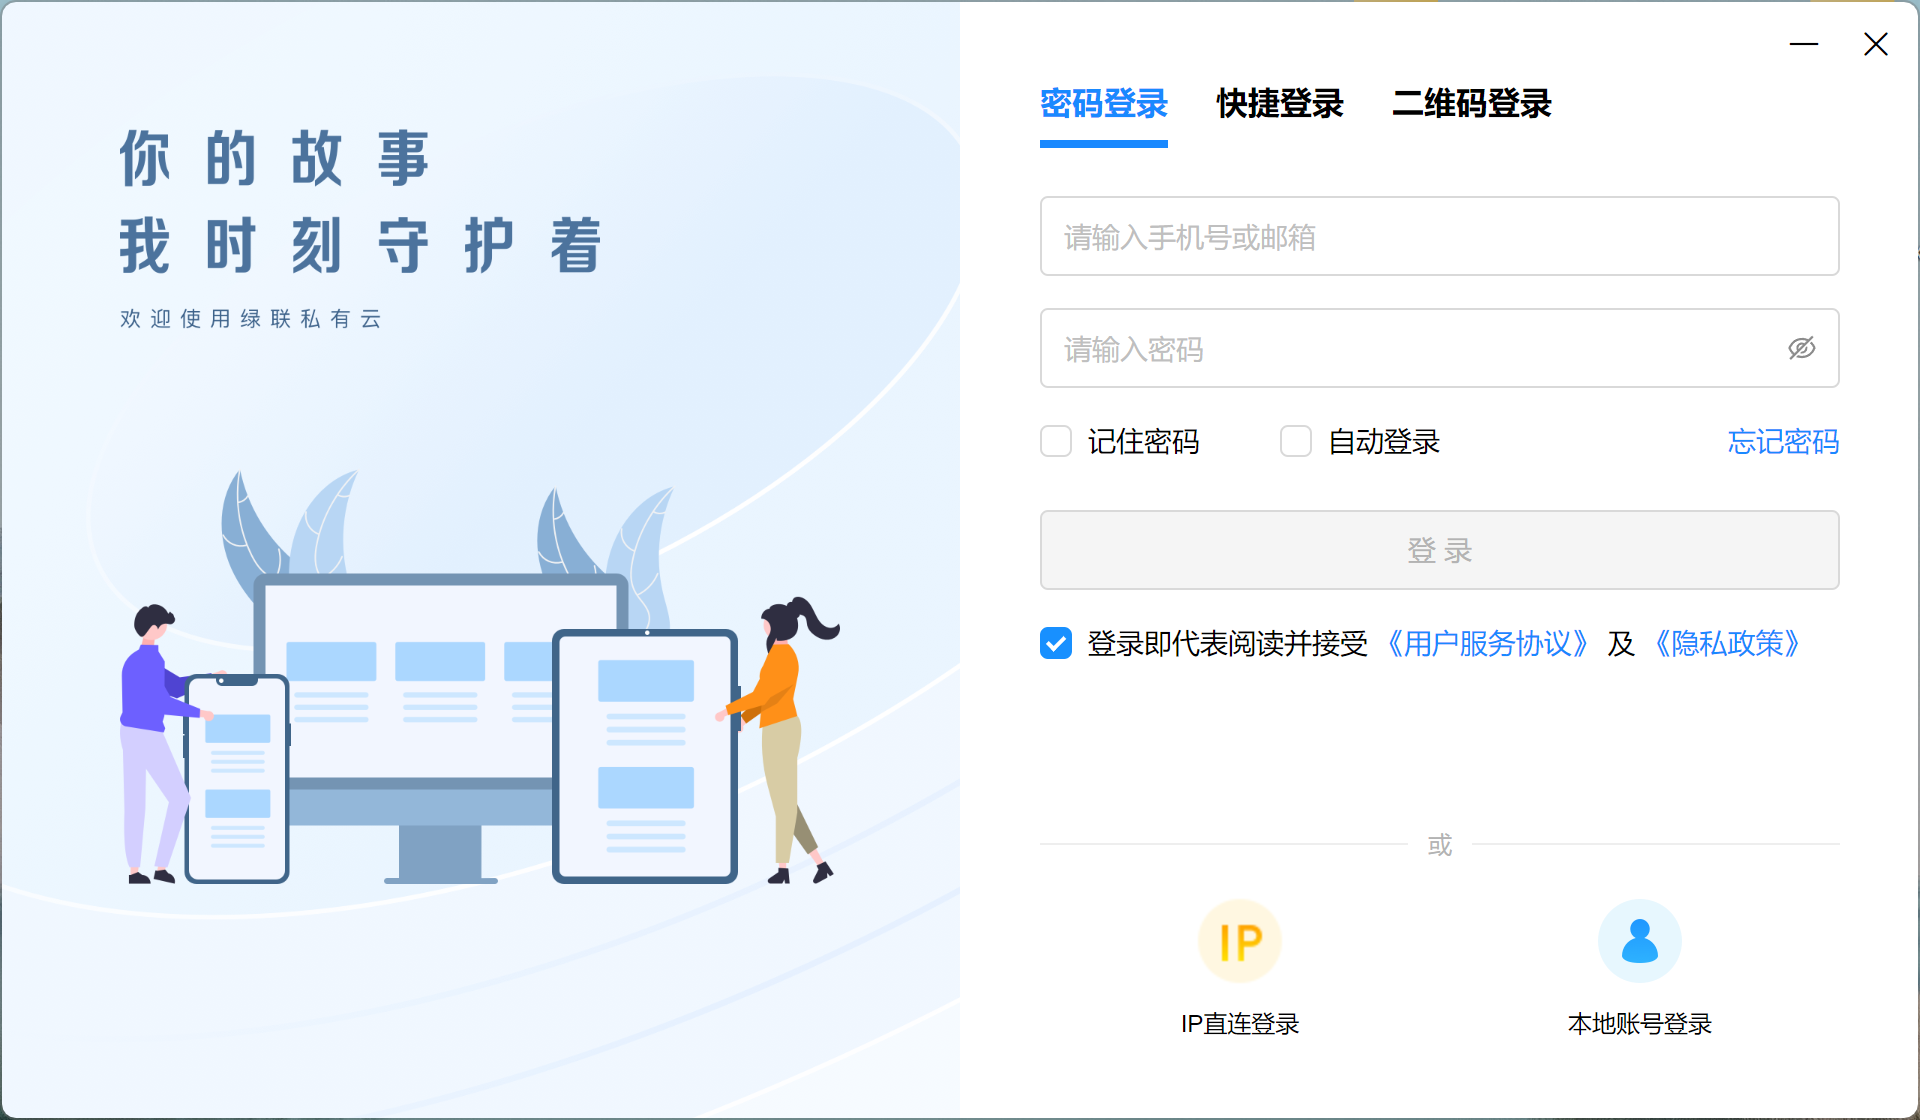 你的故事
我时刻守护着
欢迎使用绿联私有云
密码登录 快捷登录 二维码登录
请输入手机号或邮箱
请输入密码
记住密码 自动登录 忘记密码
登 录
登录即代表阅读并接受《用户服务协议》及《隐私政策》
或
IP
IP直连登录 本地账号登录